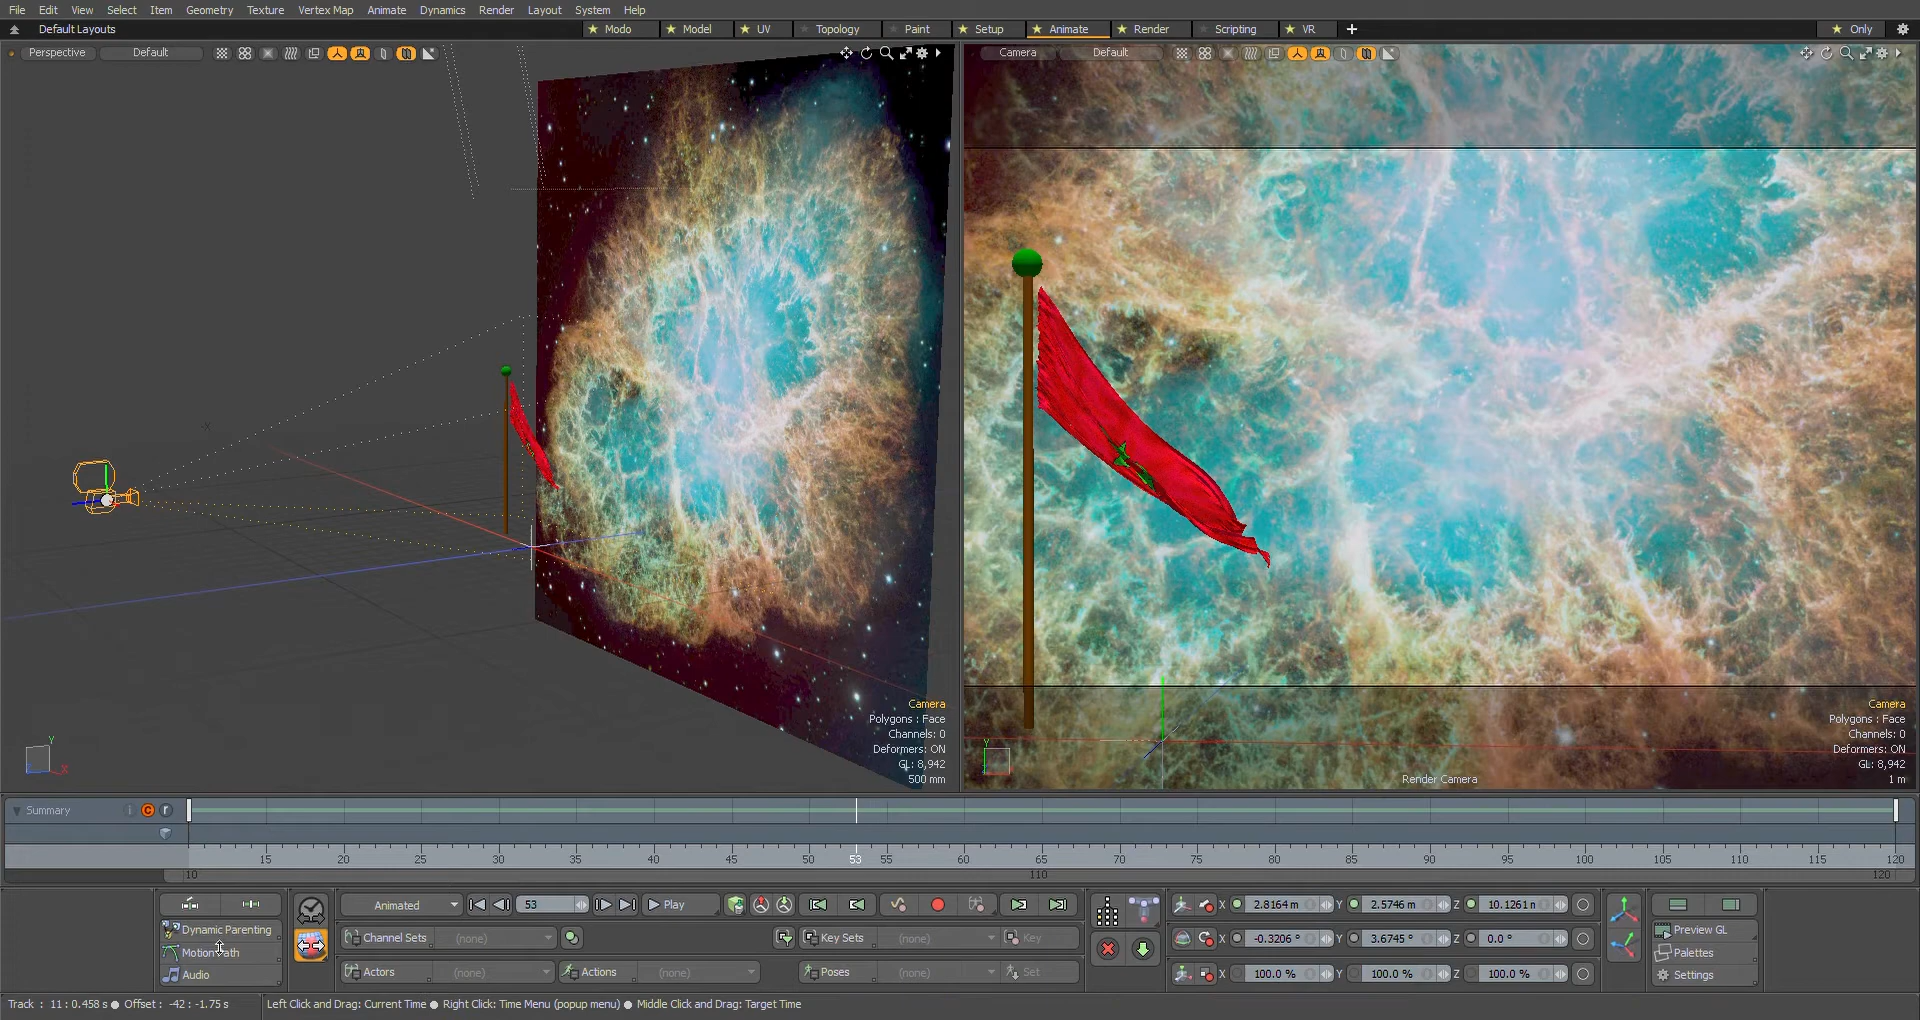 File Edit View Select Item Geometry Texture Vertex Map Animate Dynamics Render Layout System Help
Default Layouts
Modo Model UV Topology Paint Setup Animate Render Scripting VR Only
Perspective Default
Camera Default
-X
Camera
Polygons : Face
Channels: 0
Deformers: ON
GL: 8,942
500 mm
Y
X
Camera
Polygons : Face
Channels: 0
Deformers: ON
GL: 8,942
1 m
Render Camera
Y
Summary i C r
15 20 25 30 35 40 45 50 53 55 60 65 70 75 80 85 90 95 100 105 110 115 120
10 110 120
Animated 53 Play X 2.8164 m Y 2.5746 m Z 10.1261 m
Dynamic Parenting Channel Sets (none) Key Sets (none) Key X -0.3206 ° Y 3.6745 ° Z 0.0 ° Preview GL
Motion Path Palettes
Audio Actors (none) Actions (none) Poses (none) Set X 100.0 % Y 100.0 % Z 100.0 % Settings
Track : 11 : 0.458 s ● Offset : -42 : -1.75 s Left Click and Drag: Current Time ● Right Click: Time Menu (popup menu) ● Middle Click and Drag: Target Time